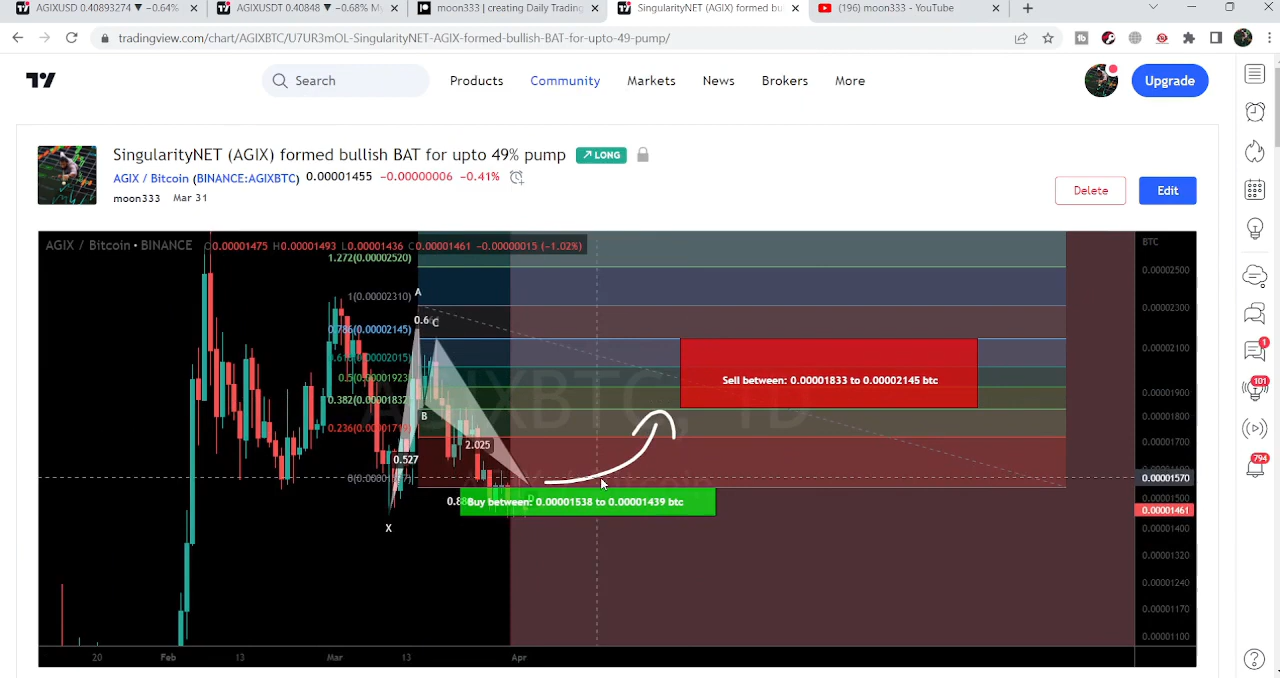 AGIXUSD 0.40893274 ▼ −0.64%
AGIXUSDT 0.40848 ▼ −0.68%
moon333 | creating Daily Trading
SingularityNET (AGIX) formed bu
(196) moon333 - YouTube
tradingview.com/chart/AGIXBTC/U7UR3mOL-SingularityNET-AGIX-formed-bullish-BAT-for-upto-49-pump/
Search
Products
Community
Markets
News
Brokers
More
Upgrade
SingularityNET (AGIX) formed bullish BAT for upto 49% pump
LONG
AGIX / Bitcoin (BINANCE:AGIXBTC) 0.00001455 −0.00000006 −0.41%
moon333 Mar 31
Delete
Edit
AGIX / Bitcoin • BINANCE O0.00001475 H0.00001493 L0.00001436 C0.00001461 −0.00000015 (−1.02%)
BTC
1.272(0.00002520)
0.00002500
A
1(0.00002310)
0.00002300
C
0.786(0.00002145)
0.00002100
0.5(0.00001923)
Sell between: 0.00001833 to 0.00002145 btc
0.00001900
B
0.00001800
2.025
0.00001700
0.527
0.00001570
Buy between: 0.00001538 to 0.00001439 btc
0.00001500
0.00001461
X
0.00001400
0.00001320
0.00001240
0.00001170
0.00001100
20
Feb
13
Mar
13
Apr
1
101
794